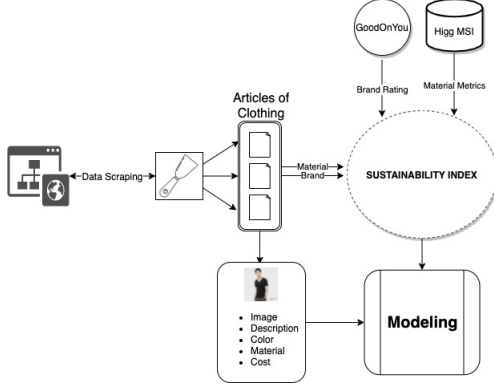 GoodOnYou
Higg MSI
Brand Rating
Material Metrics
Articles of
Clothing
Data Scraping
Material
Brand
SUSTAINABILITY INDEX
Image
Description
Color
Material
Cost
Modeling